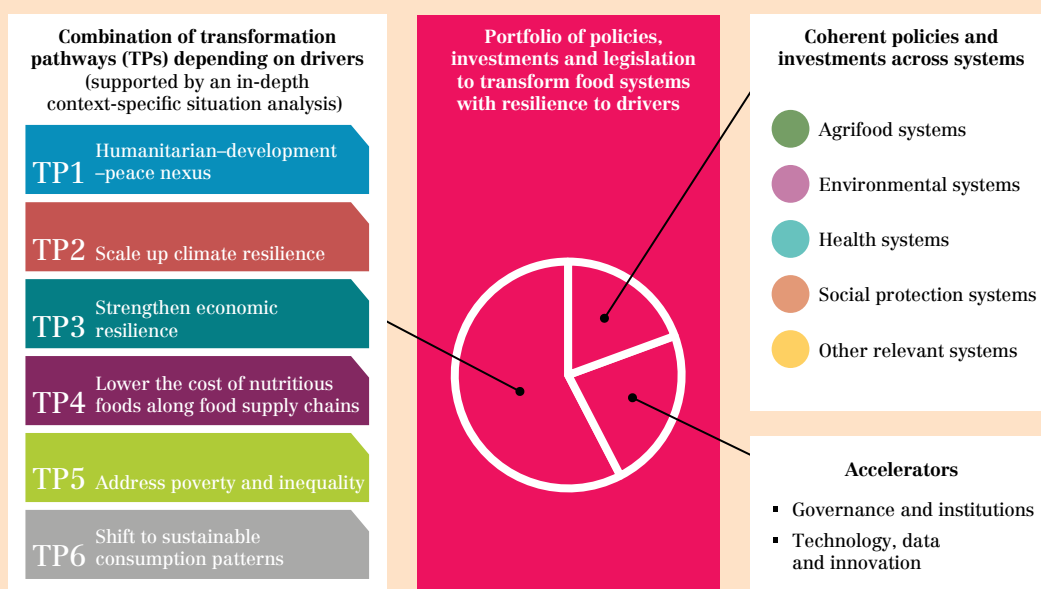 Combination of transformation
pathways (TPs) depending on drivers
(supported by an in-depth
context-specific situation analysis)
TP1 Humanitarian–development
–peace nexus
TP2 Scale up climate resilience
TP3 Strengthen economic
resilience
TP4 Lower the cost of nutritious
foods along food supply chains
TP5 Address poverty and inequality
TP6 Shift to sustainable
consumption patterns
Portfolio of policies,
investments and legislation
to transform food systems
with resilience to drivers
Coherent policies and
investments across systems
Agrifood systems
Environmental systems
Health systems
Social protection systems
Other relevant systems
Accelerators
▪ Governance and institutions
▪ Technology, data
and innovation